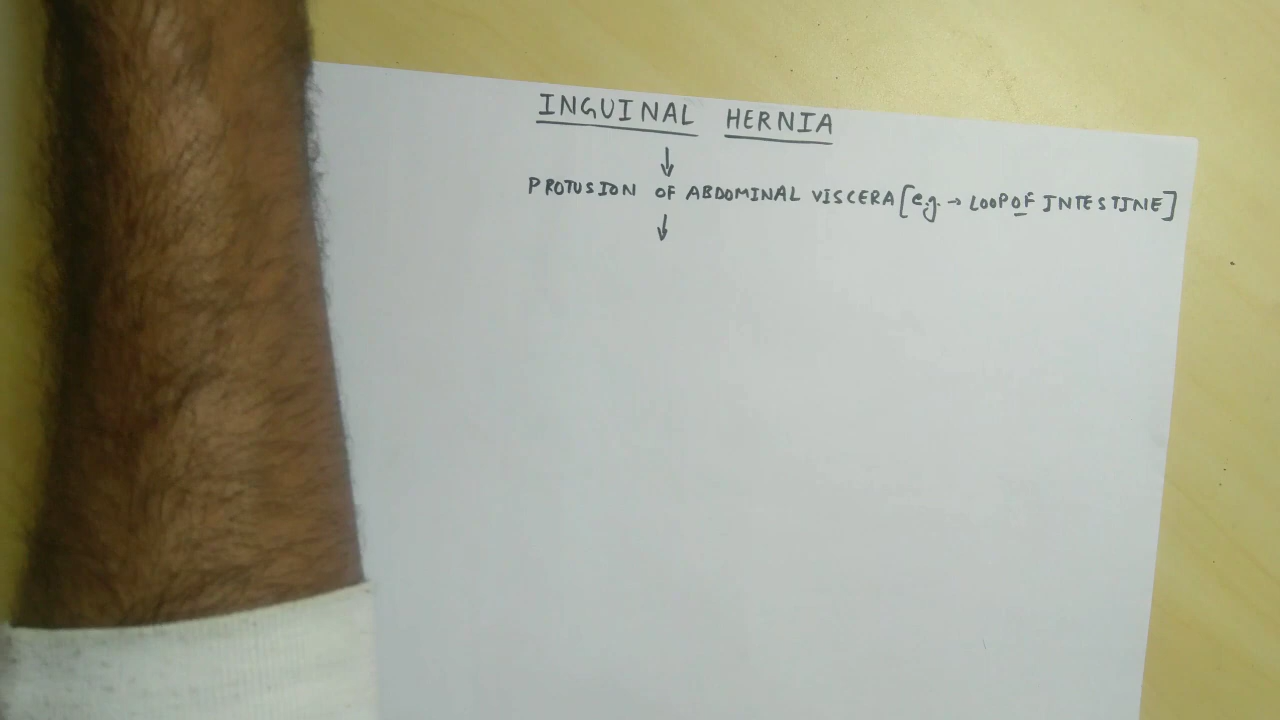 INGUINAL HERNIA
↓
PROTUSION OF ABDOMINAL VISCERA [e.g. → LOOP OF INTESTINE]
↓